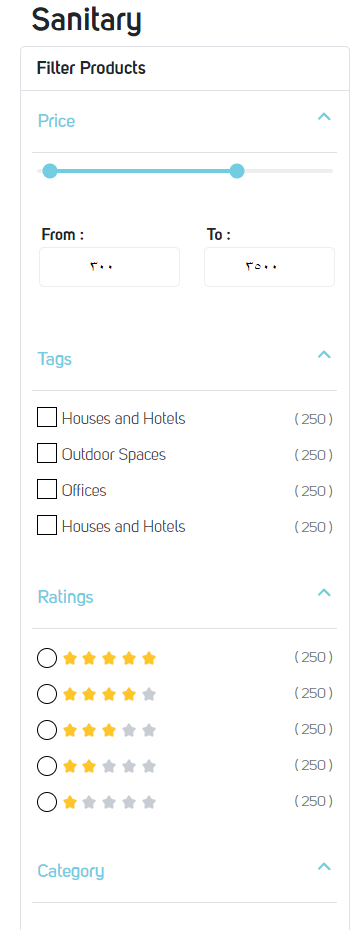 Sanitary
Filter Products
Price
From : To :
٣٠٠ ٣٥٠٠
Tags
Houses and Hotels ( 250 )
Outdoor Spaces ( 250 )
Offices ( 250 )
Houses and Hotels ( 250 )
Ratings
( 250 )
( 250 )
( 250 )
( 250 )
( 250 )
Category